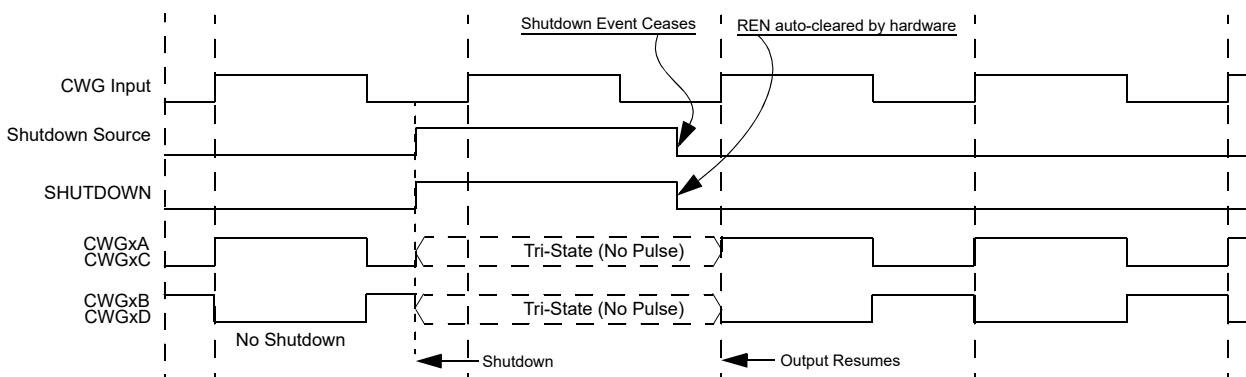 Shutdown Event Ceases
REN auto-cleared by hardware
CWG Input
Shutdown Source
SHUTDOWN
CWGxA
CWGxC
Tri-State (No Pulse)
CWGxB
CWGxD
Tri-State (No Pulse)
No Shutdown
Shutdown
Output Resumes